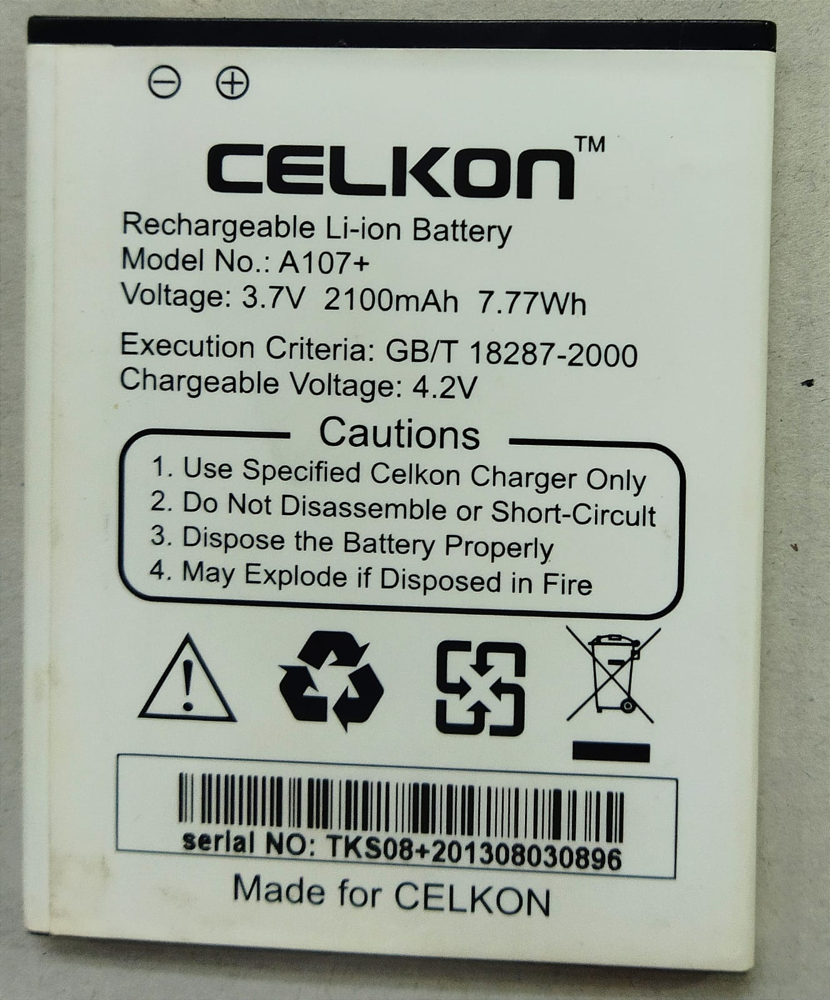 ⊖ ⊕
CELKON™
Rechargeable Li-ion Battery
Model No.: A107+
Voltage: 3.7V 2100mAh 7.77Wh
Execution Criteria: GB/T 18287-2000
Chargeable Voltage: 4.2V
Cautions
1. Use Specified Celkon Charger Only
2. Do Not Disassemble or Short-Circult
3. Dispose the Battery Properly
4. May Explode if Disposed in Fire
serial NO: TKS08+201308030896
Made for CELKON